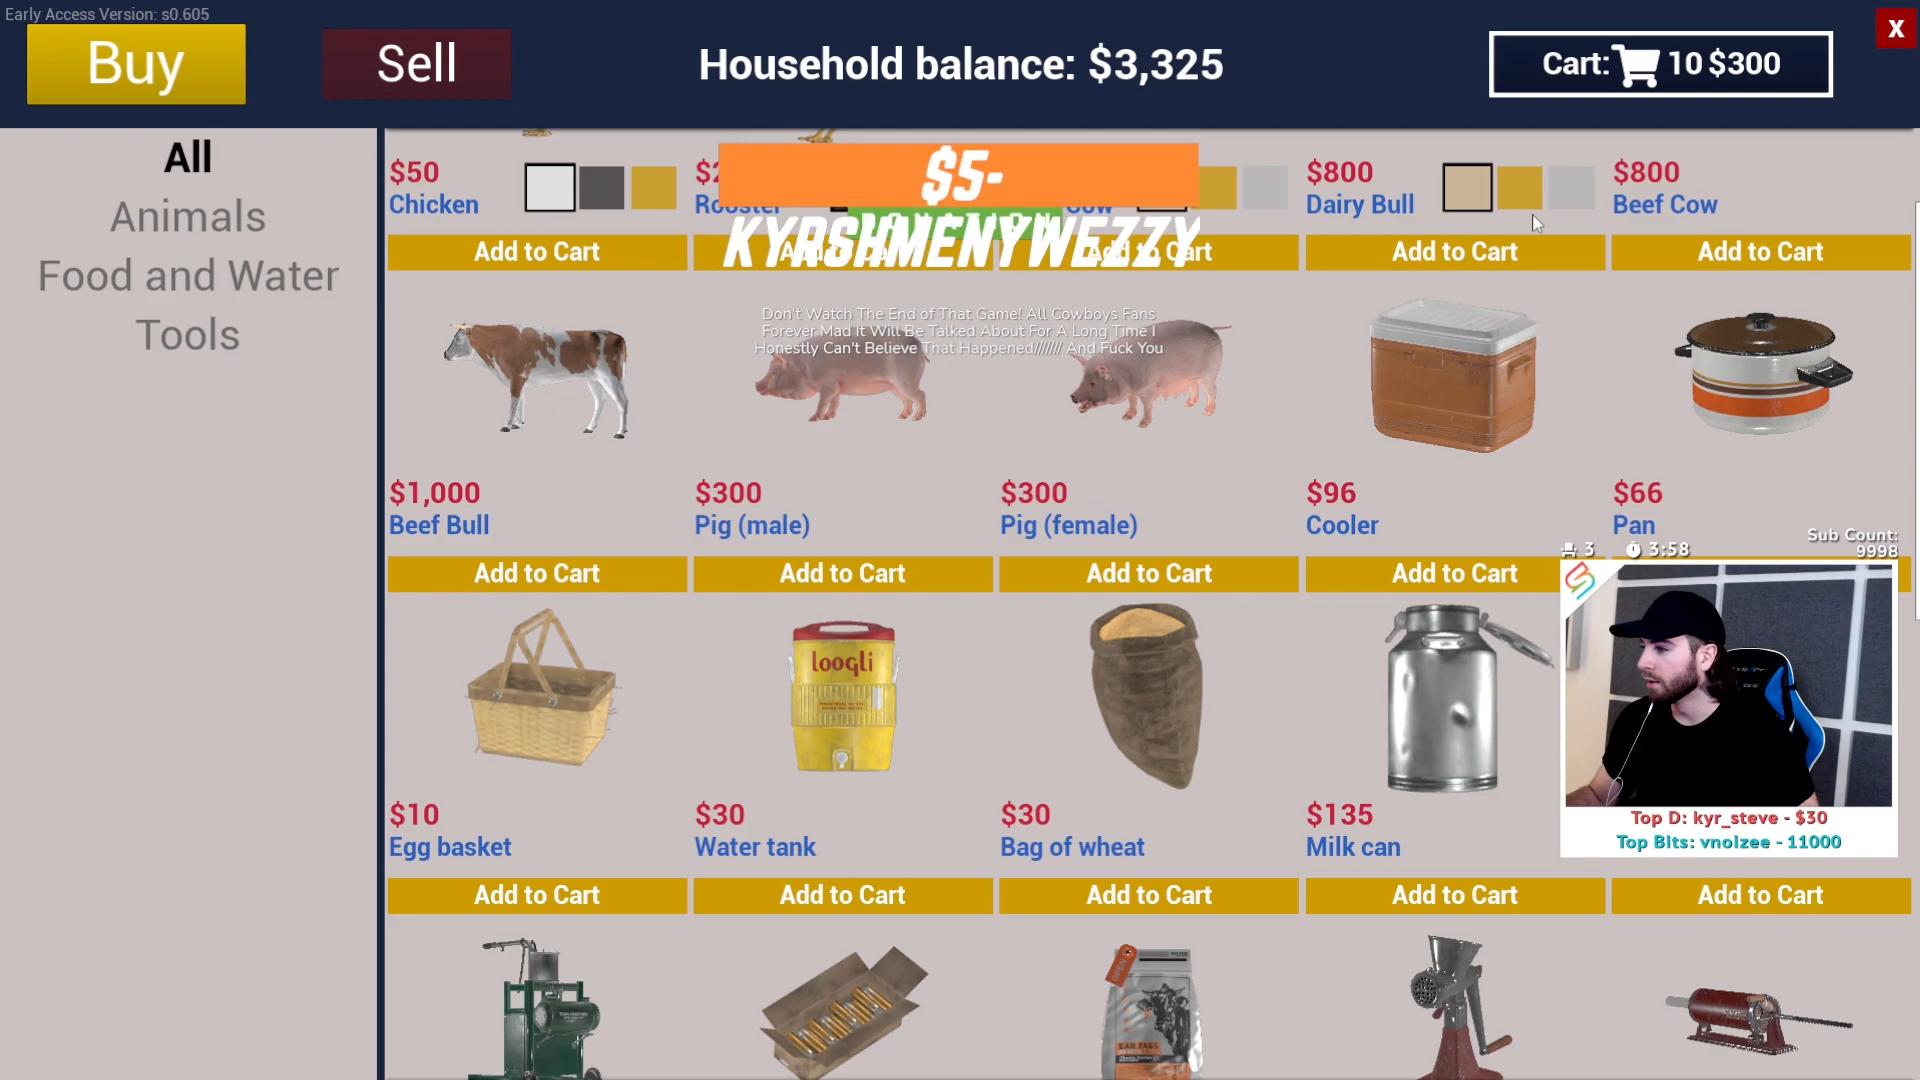 Early Access Version: s0.605
Buy
Sell
Household balance: $3,325
Cart: 10 $300
X
All
Animals
Food and Water
Tools
$50
Chicken
Add to Cart
Rooster
Cow
$5-
KYRSHMENYWEZZY
Don't Watch The End of That Game! All Cowboys Fans
Forever Mad It Will Be Talked About For A Long Time I
Honestly Can't Believe That Happened/////// And Fuck You
$800
Dairy Bull
Add to Cart
$800
Beef Cow
Add to Cart
$1,000
Beef Bull
Add to Cart
$300
Pig (male)
Add to Cart
$300
Pig (female)
Add to Cart
$96
Cooler
Add to Cart
$66
Pan
3
3:58
Sub Count:
9998
loogli
$10
Egg basket
Add to Cart
$30
Water tank
Add to Cart
$30
Bag of wheat
Add to Cart
$135
Milk can
Add to Cart
Add to Cart
Top D: kyr_steve - $30
Top Bits: vnoizee - 11000
OPEN
EAR TAGS